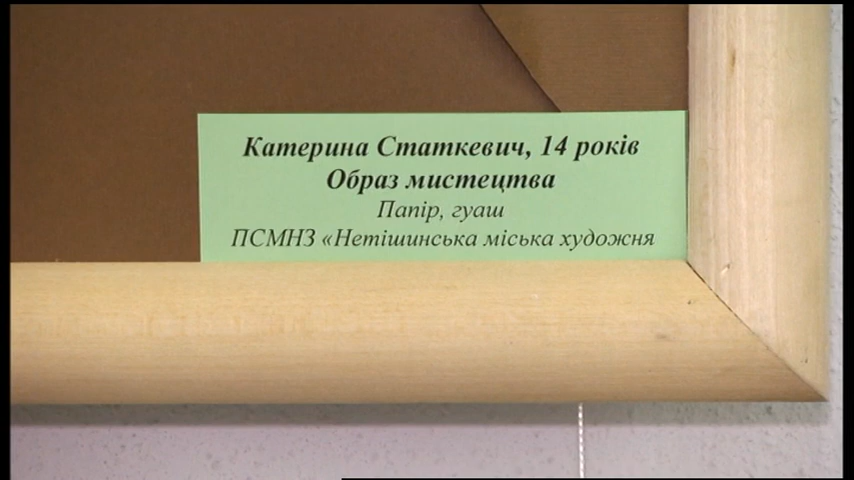 Катерина Статкевич, 14 років
Образ мистецтва
Папір, гуаш
ПСМНЗ «Нетішинська міська художня